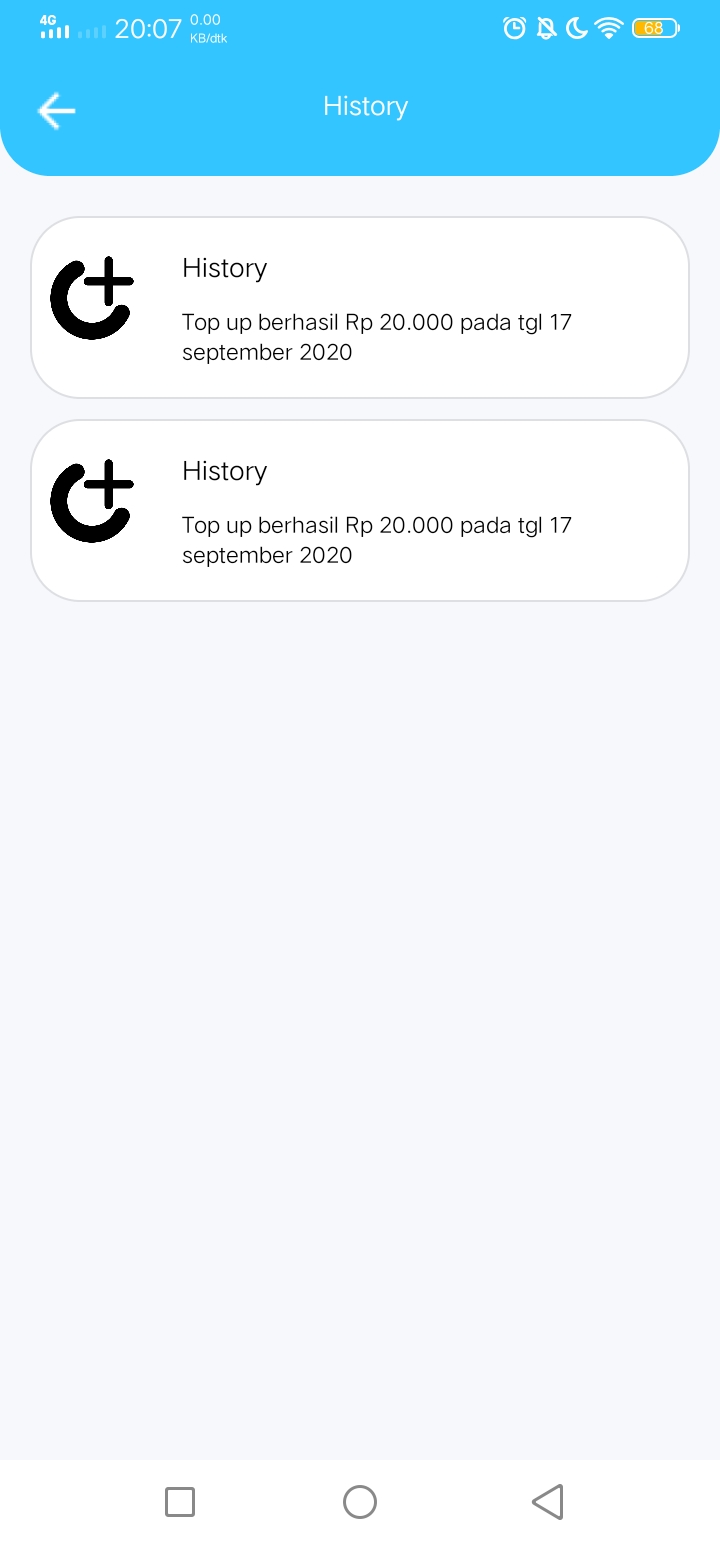 4G
20:07
0.00
KB/dtk
68
History
History
Top up berhasil Rp 20.000 pada tgl 17
september 2020
History
Top up berhasil Rp 20.000 pada tgl 17
september 2020